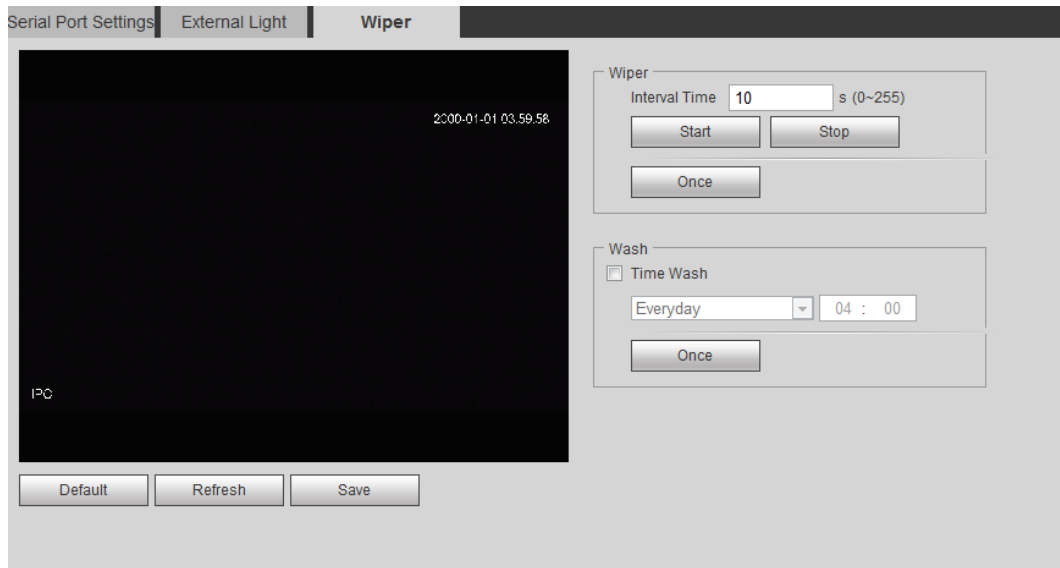 Serial Port Settings External Light Wiper
2000-01-01 03:59:58
IPC
Default Refresh Save
Wiper
Interval Time 10 s (0~255)
Start Stop
Once
Wash
Time Wash
Everyday 04 : 00
Once